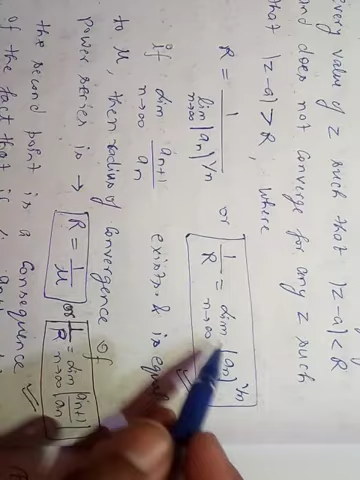 every value of z such that |z-a| < R
and does not converge for any z such
that |z-a| > R, where
R = 1 / lim n→∞ |an|^1/n or 1/R = lim n→∞ |an|^1/n
if lim n→∞ an+1/an exists & is equal
to μ, then radius of convergence of
power series is → R = 1/μ or 1/R = lim n→∞ |an+1/an|
the second point is a consequence
of the fact that if